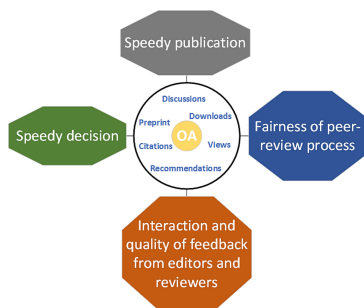 Speedy publication
Discussions
Downloads
Preprint
Speedy decision
OA
Fairness of peer-
review process
Citations
Views
Recommendations
Interaction and
quality of feedback
from editors and
reviewers